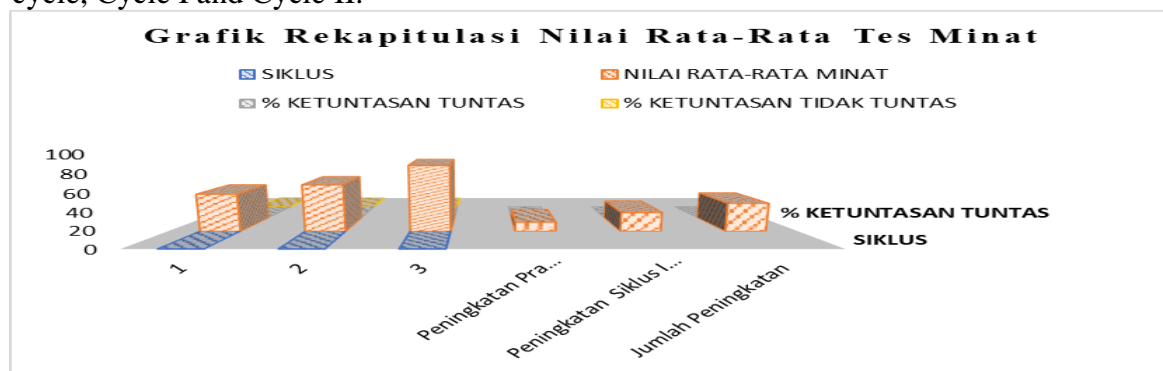 cycle, Cycle I and Cycle II.
Grafik Rekapitulasi Nilai Rata-Rata Tes Minat
SIKLUS
NILAI RATA-RATA MINAT
% KETUNTASAN TUNTAS
% KETUNTASAN TIDAK TUNTAS
100
80
60
40
20
0
% KETUNTASAN TUNTAS
SIKLUS
1
2
3
Peningkatan Pra...
Peningkatan Siklus I...
Jumlah Peningkatan